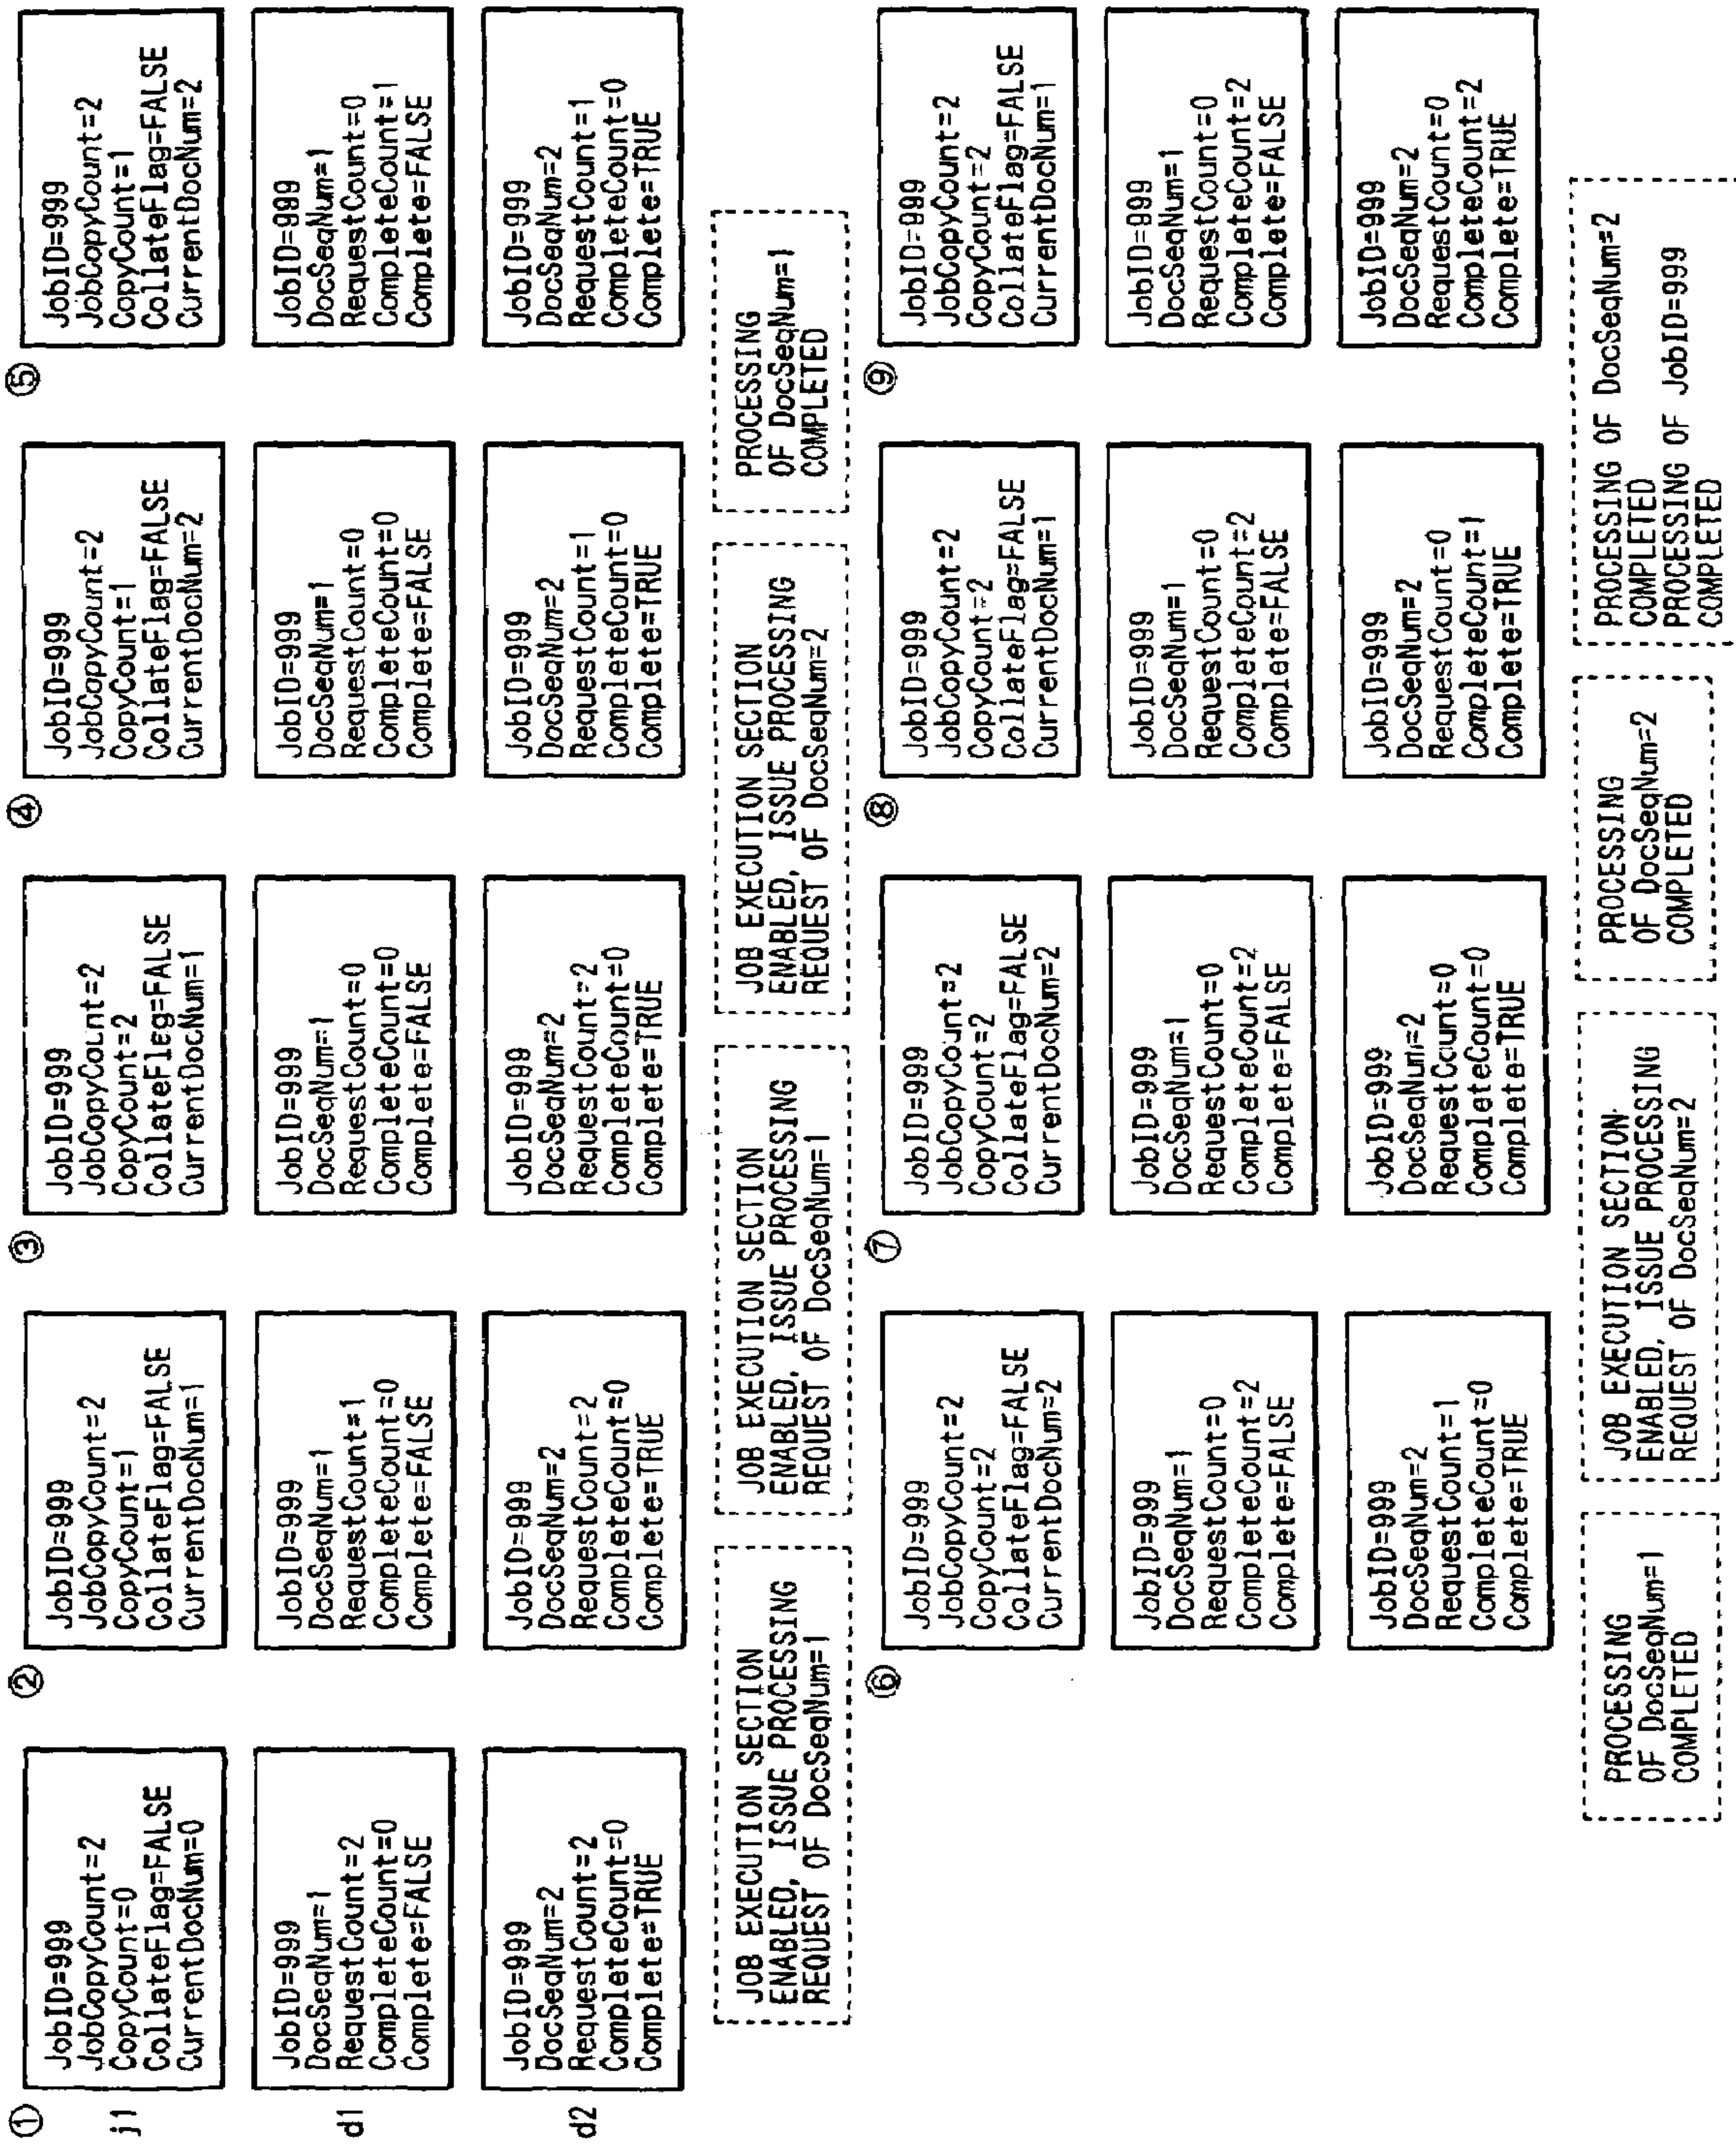 ①
j1
JobID=999
JobCopyCount=2
CopyCount=0
CollateFlag=FALSE
CurrentDocNum=0
d1
JobID=999
DocSeqNum=1
RequestCount=2
CompleteCount=0
Complete=FALSE
d2
JobID=999
DocSeqNum=2
RequestCount=2
CompleteCount=0
Complete=TRUE
JOB EXECUTION SECTION
ENABLED, ISSUE PROCESSING
REQUEST OF DocSeqNum=1
②
JobID=999
JobCopyCount=2
CopyCount=1
CollateFlag=FALSE
CurrentDocNum=1
JobID=999
DocSeqNum=1
RequestCount=1
CompleteCount=0
Complete=FALSE
JobID=999
DocSeqNum=2
RequestCount=2
CompleteCount=0
Complete=TRUE
JOB EXECUTION SECTION
ENABLED, ISSUE PROCESSING
REQUEST OF DocSeqNum=1
③
JobID=999
JobCopyCount=2
CopyCount=2
CollateFleg=FALSE
CurrentDocNum=1
JobID=999
DocSeqNum=1
RequestCount=0
CompleteCount=0
Complete=FALSE
JobID=999
DocSeqNum=2
RequestCount=2
CompleteCount=0
Complete=TRUE
JOB EXECUTION SECTION
ENABLED, ISSUE PROCESSING
REQUEST OF DocSeqNum=2
④
JobID=999
JobCopyCount=2
CopyCount=1
CollateFlag=FALSE
CurrentDocNum=2
JobID=999
DocSeqNum=1
RequestCount=0
CompleteCount=0
Complete=FALSE
JobID=999
DocSeqNum=2
RequestCount=1
CompleteCount=0
Complete=TRUE
PROCESSING
OF DocSeqNum=1
COMPLETED
⑤
JobID=999
JobCopyCount=2
CopyCount=1
CollateFlag=FALSE
CurrentDocNum=2
JobID=999
DocSeqNum=1
RequestCount=0
CompleteCount=1
Complete=FALSE
JobID=999
DocSeqNum=2
RequestCount=1
CompleteCount=0
Complete=TRUE
PROCESSING
OF DocSeqNum=1
COMPLETED
⑥
JobID=999
JobCopyCount=2
CopyCount=2
CollateFlag=FALSE
CurrentDocNum=2
JobID=999
DocSeqNum=1
RequestCount=0
CompleteCount=2
Complete=FALSE
JobID=999
DocSeqNum=2
RequestCount=1
CompleteCount=0
Complete=TRUE
JOB EXECUTION SECTION
ENABLED, ISSUE PROCESSING
REQUEST OF DocSeqNum=2
⑦
JobID=999
JobCopyCount=2
CopyCount=2
CollateFlag=FALSE
CurrentDocNum=2
JobID=999
DocSeqNum=1
RequestCount=0
CompleteCount=2
Complete=FALSE
JobID=999
DocSeqNum=2
RequestCount=0
CompleteCount=0
Complete=TRUE
PROCESSING
OF DocSeqNum=2
COMPLETED
⑧
JobID=999
JobCopyCount=2
CopyCount=2
CollateFlag=FALSE
CurrentDocNum=1
JobID=999
DocSeqNum=1
RequestCount=0
CompleteCount=2
Complete=FALSE
JobID=999
DocSeqNum=2
RequestCount=0
CompleteCount=1
Complete=TRUE
PROCESSING OF DocSeqNum=2
COMPLETED
PROCESSING OF JobID=999
COMPLETED
⑨
JobID=999
JobCopyCount=2
CopyCount=2
CollateFlag=FALSE
CurrentDocNum=1
JobID=999
DocSeqNum=1
RequestCount=0
CompleteCount=2
Complete=FALSE
JobID=999
DocSeqNum=2
RequestCount=0
CompleteCount=2
Complete=TRUE